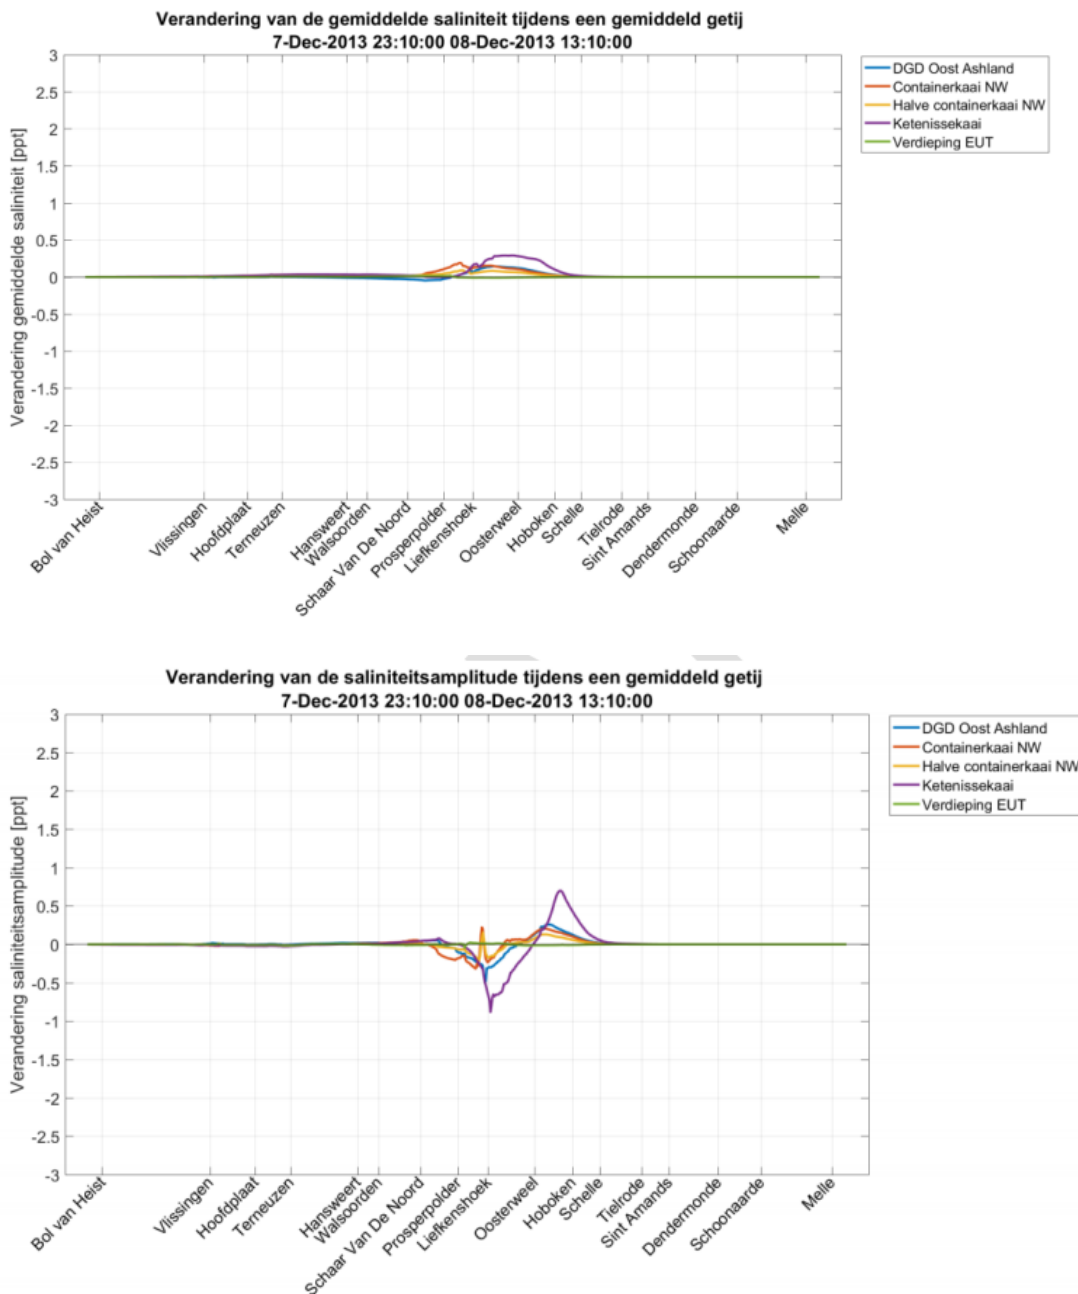 Verandering van de gemiddelde saliniteit tijdens een gemiddeld getij
7-Dec-2013 23:10:00 08-Dec-2013 13:10:00
Verandering gemiddelde saliniteit [ppt]
3
2.5
2
1.5
1
0.5
0
-0.5
-1
-1.5
-2
-2.5
-3
Bol van Heist
Vlissingen
Hoofdplaat
Terneuzen
Hansweert
Walsoorden
Schaar Van De Noord
Prosperpolder
Liefkenshoek
Oosterweel
Hoboken
Schelle
Tielrode
Sint Amands
Dendermonde
Schoonaarde
Melle
DGD Oost Ashland
Containerkaai NW
Halve containerkaai NW
Ketenissekaai
Verdieping EUT
Verandering van de saliniteitsamplitude tijdens een gemiddeld getij
7-Dec-2013 23:10:00 08-Dec-2013 13:10:00
Verandering saliniteitsamplitude [ppt]
3
2.5
2
1.5
1
0.5
0
-0.5
-1
-1.5
-2
-2.5
-3
Bol van Heist
Vlissingen
Hoofdplaat
Terneuzen
Hansweert
Walsoorden
Schaar Van De Noord
Prosperpolder
Liefkenshoek
Oosterweel
Hoboken
Schelle
Tielrode
Sint Amands
Dendermonde
Schoonaarde
Melle
DGD Oost Ashland
Containerkaai NW
Halve containerkaai NW
Ketenissekaai
Verdieping EUT